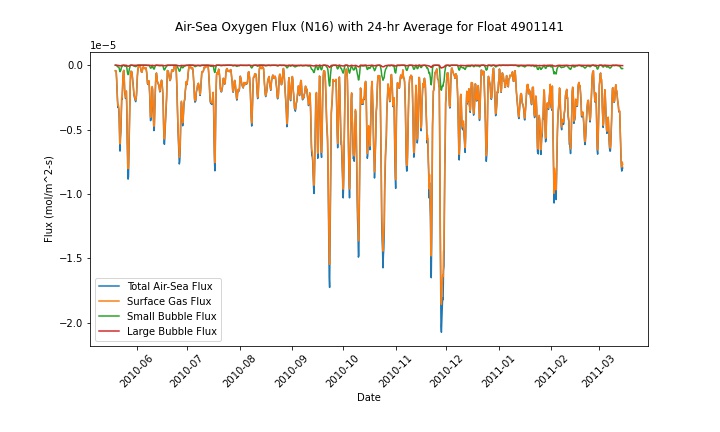 Air-Sea Oxygen Flux (N16) with 24-hr Average for Float 4901141
1e−5
0.0
−0.5
−1.0
−1.5
−2.0
Flux (mol/m^2-s)
Total Air-Sea Flux
Surface Gas Flux
Small Bubble Flux
Large Bubble Flux
2010-06
2010-07
2010-08
2010-09
2010-10
2010-11
2010-12
2011-01
2011-02
2011-03
Date